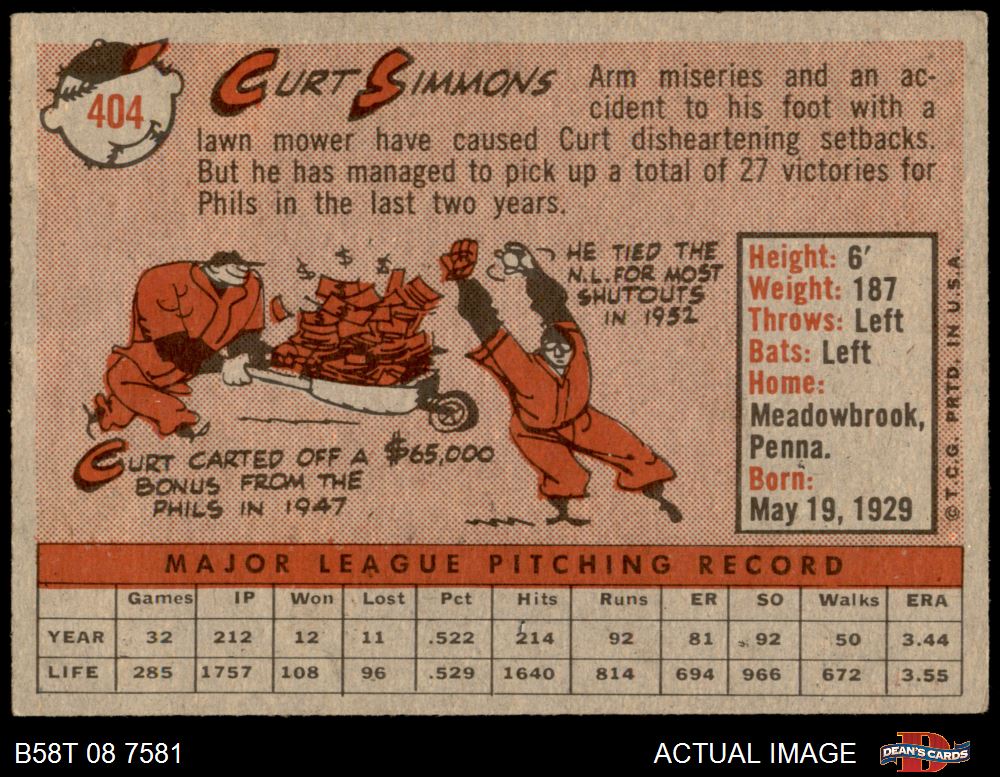 404
CURT SIMMONS
Arm miseries and an ac-
cident to his foot with a
lawn mower have caused Curt disheartening setbacks.
But he has managed to pick up a total of 27 victories for
Phils in the last two years.
$ $ $
HE TIED THE
N.L. FOR MOST
SHUTOUTS
IN 1952
CURT CARTED OFF A $65,000
BONUS FROM THE
PHILS IN 1947
Height: 6'
Weight: 187
Throws: Left
Bats: Left
Home:
Meadowbrook,
Penna.
Born:
May 19, 1929
© T.C.G. PRTD. IN U.S.A.
MAJOR LEAGUE PITCHING RECORD
Games IP Won Lost Pct Hits Runs ER SO Walks ERA
YEAR 32 212 12 11 .522 214 92 81 92 50 3.44
LIFE 285 1757 108 96 .529 1640 814 694 966 672 3.55
B58T 08 7581
ACTUAL IMAGE
D
DEAN'S CARDS